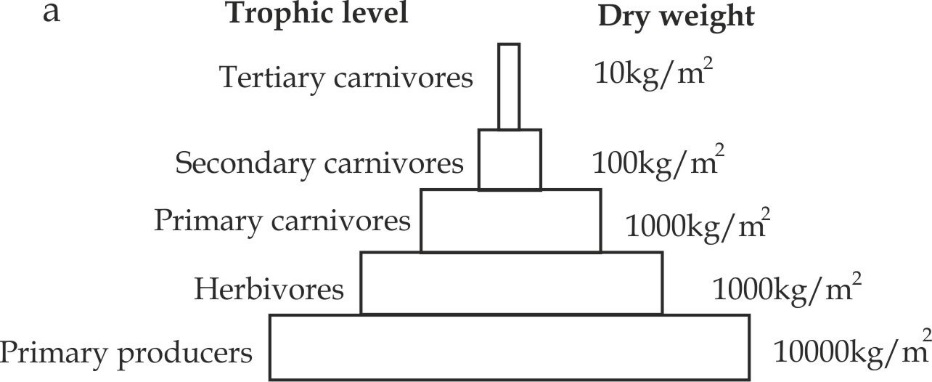 a
Trophic level Dry weight
Tertiary carnivores 10kg/m²
Secondary carnivores 100kg/m²
Primary carnivores 1000kg/m²
Herbivores 1000kg/m²
Primary producers 10000kg/m²